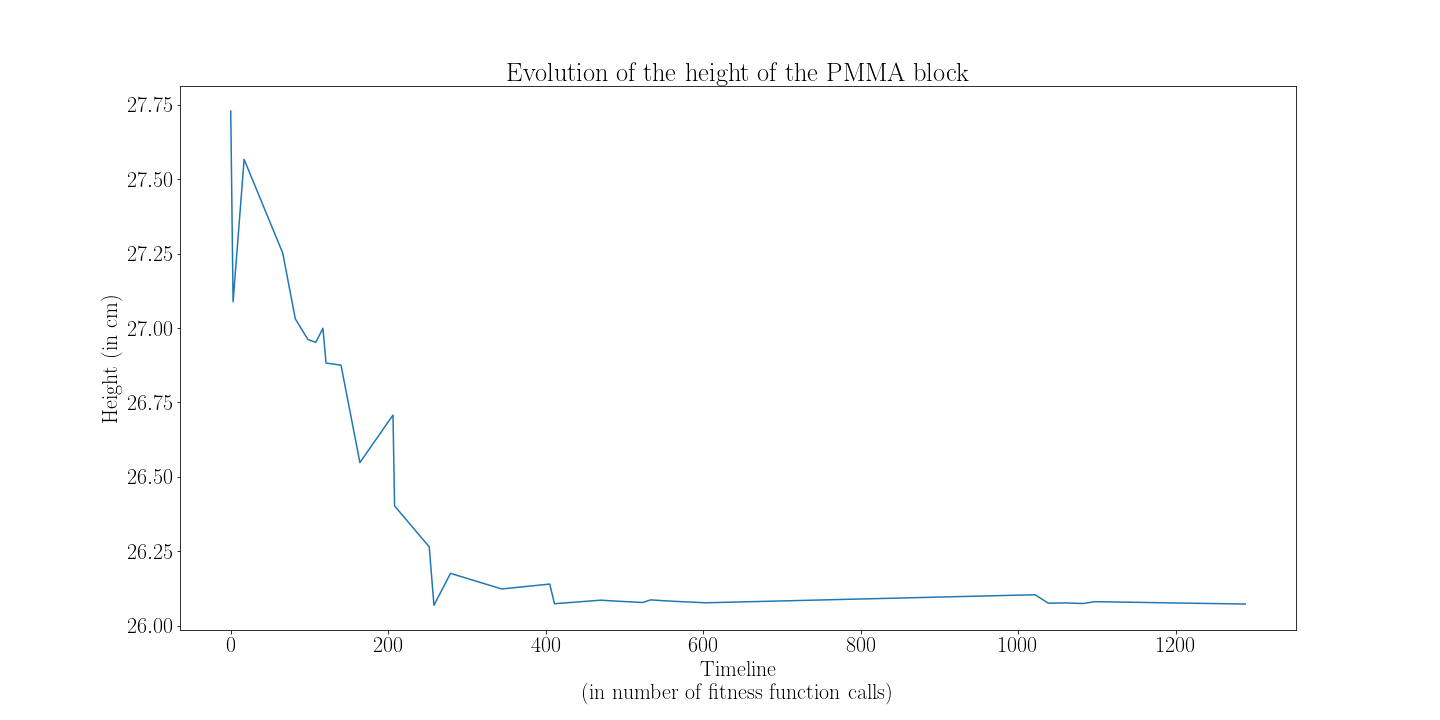 Evolution of the height of the PMMA block
27.75
27.50
27.25
27.00
26.75
26.50
26.25
26.00
Height (in cm)
0 200 400 600 800 1000 1200
Timeline
(in number of fitness function calls)